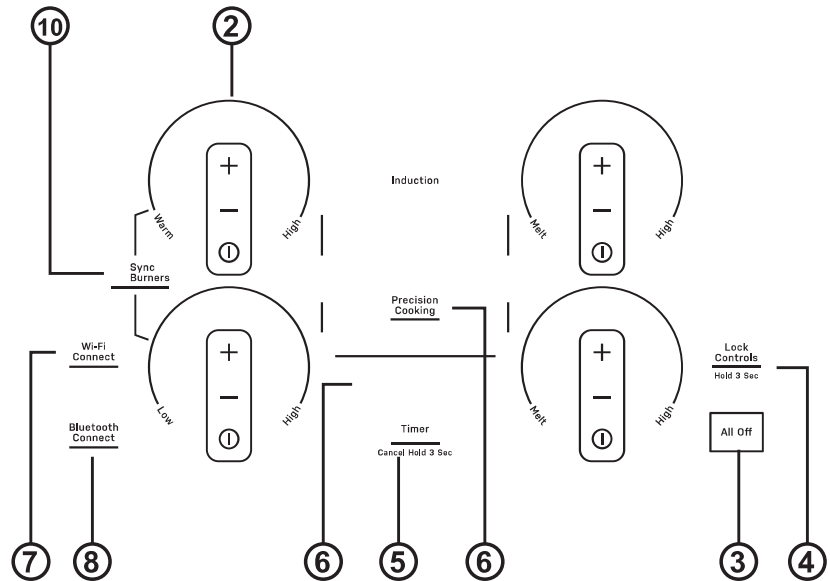 10
2
+
−
Warm
High
Induction
+
−
Melt
High
Sync
Burners
Precision
Cooking
Wi-Fi
Connect
+
−
Low
High
+
−
Melt
High
Lock
Controls
Hold 3 Sec
Bluetooth
Connect
Timer
Cancel Hold 3 Sec
All Off
7
8
6
5
6
3
4